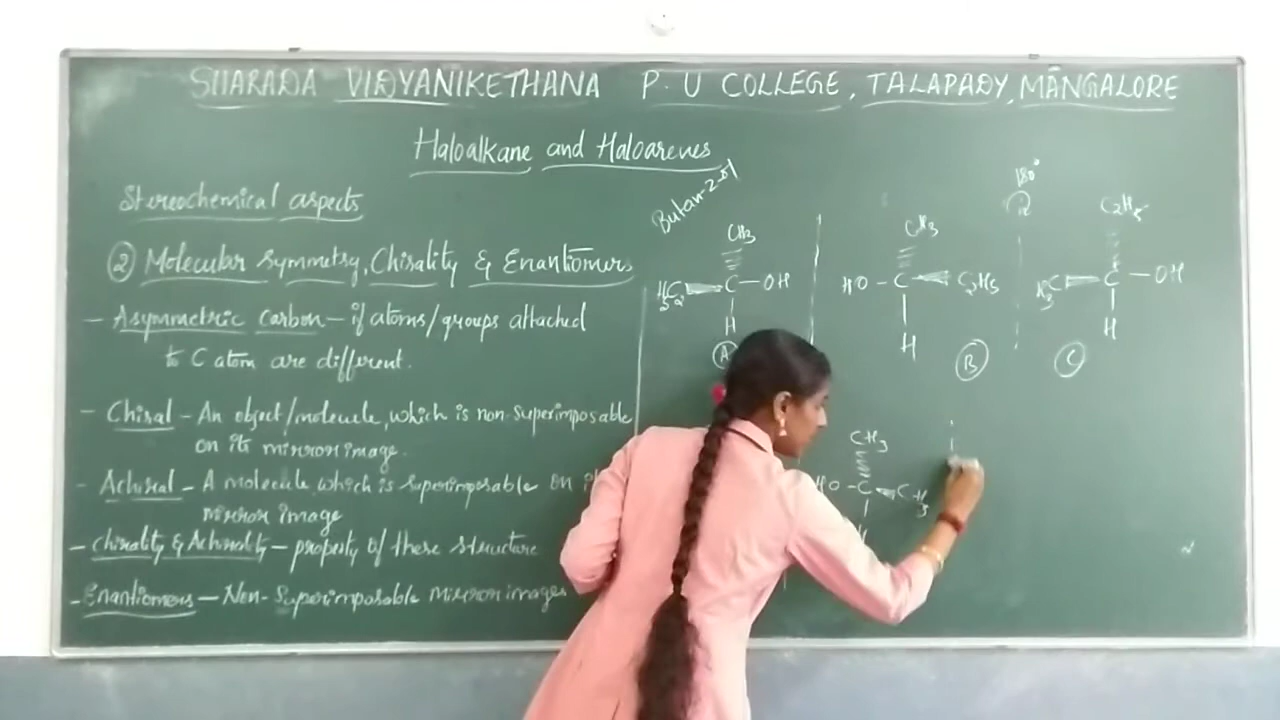 SHARADA VIDYANIKETHANA P.U COLLEGE, TALAPADY, MANGALORE
Haloalkane and Haloarenes
Stereochemical aspects
② Molecular symmetry, Chirality & Enantiomers
- Asymmetric Carbon - if atoms/groups attached
to C atom are different.
- Chiral - An object/molecule, which is non-superimposable
on its mirror image.
- Achiral - A molecule, which is superimposable on
mirror image
- Chirality & Achirality - property of these structure
- Enantiomers - Non-Superimposable mirror images
Butan-2-ol
CH3
H5C2 C - OH
H
A
CH3
HO - C C2H5
H
B
180°
C2H5
H3C C - OH
H
C
CH3
HO - C C2H5